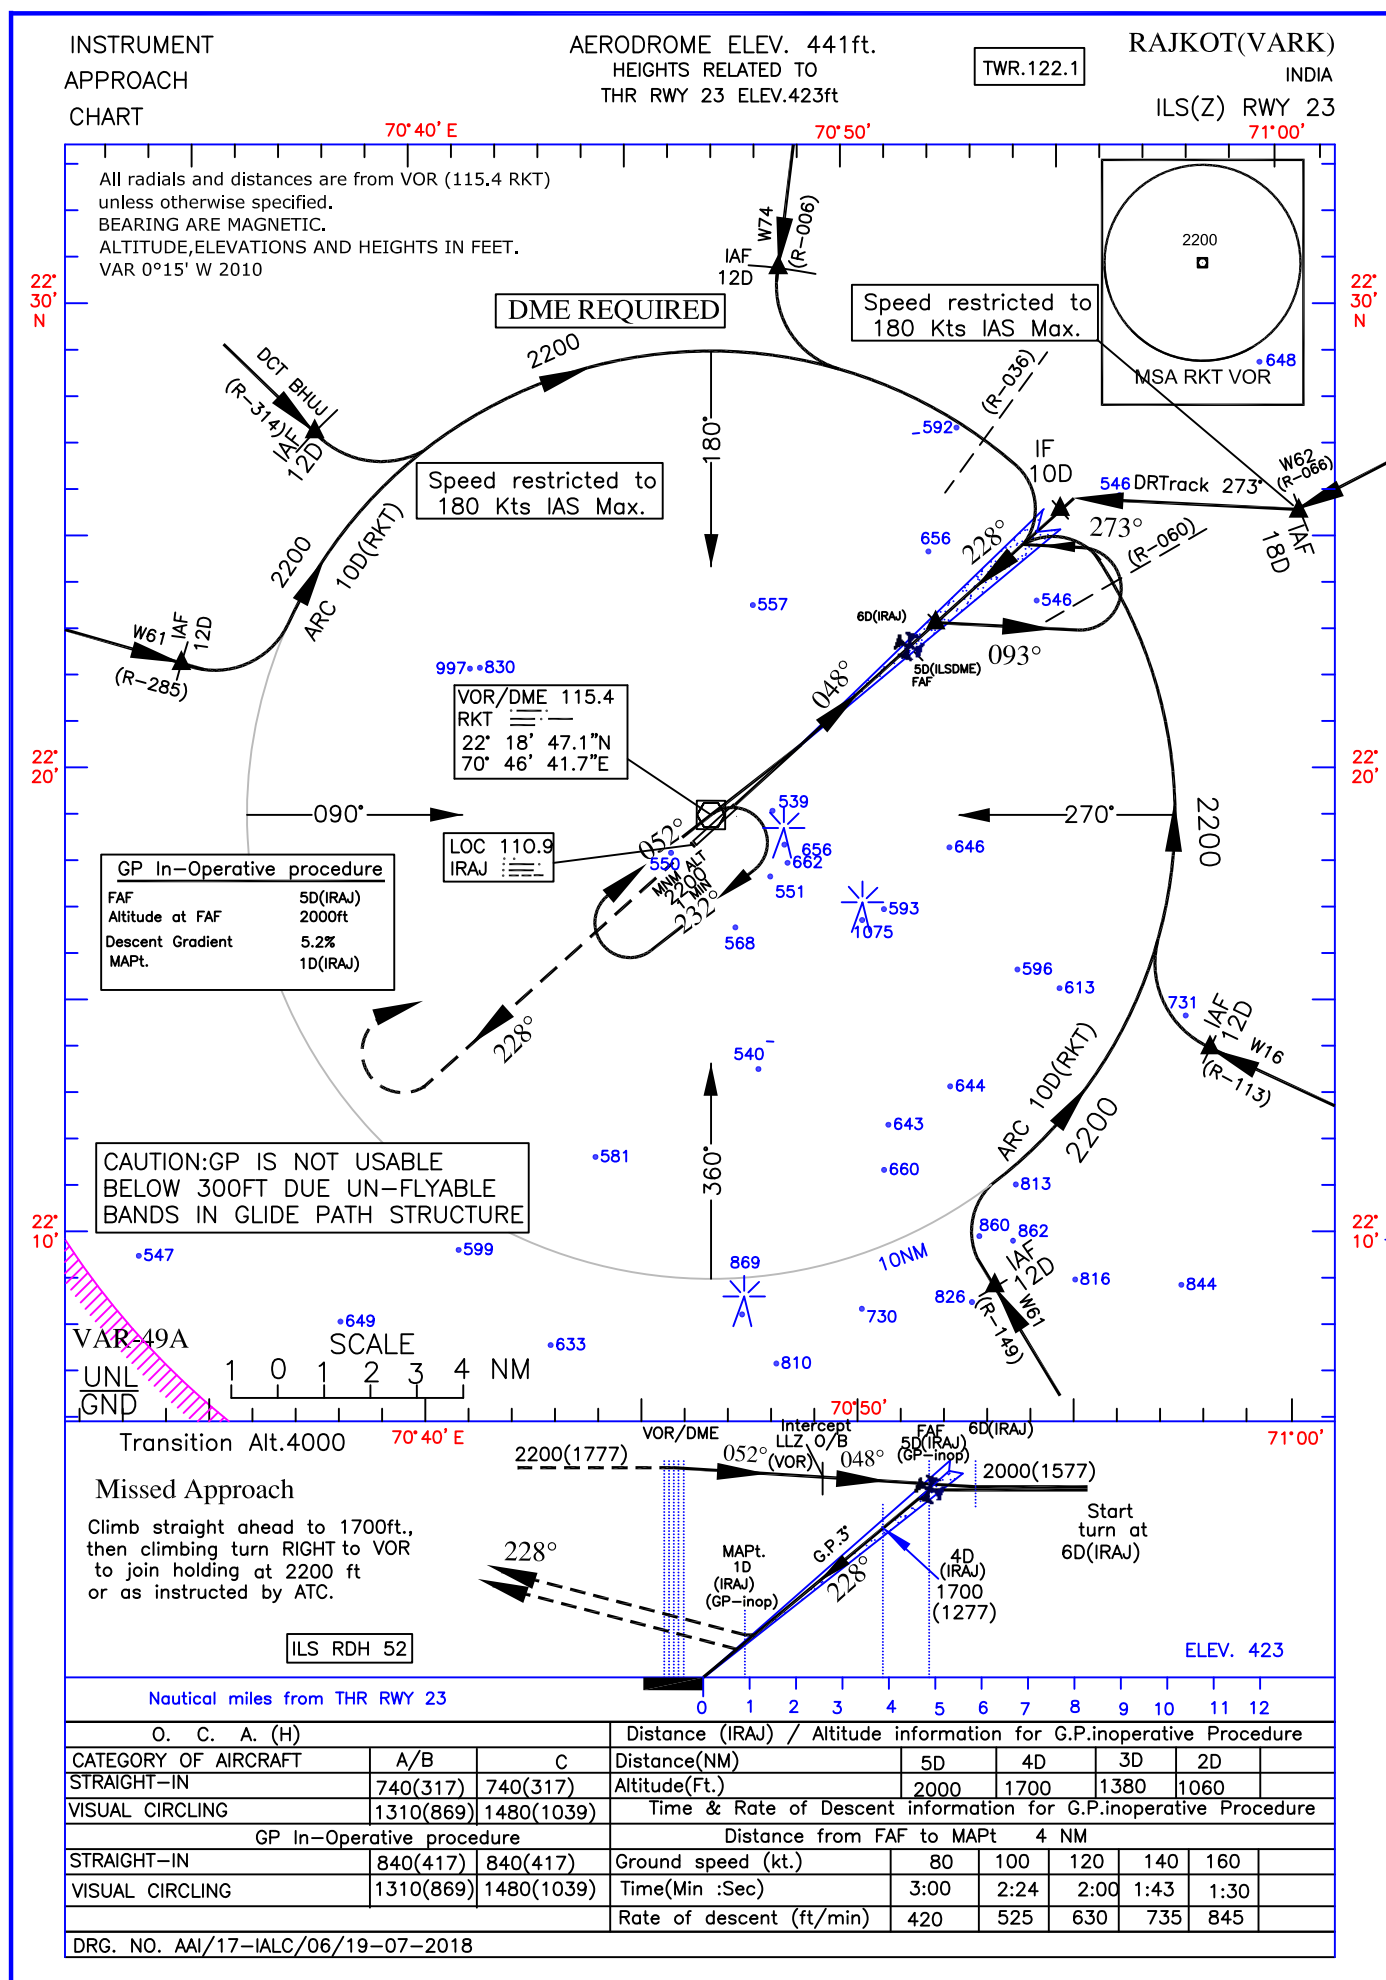 INSTRUMENT
APPROACH
CHART
AERODROME ELEV. 441ft.
HEIGHTS RELATED TO
THR RWY 23 ELEV.423ft
TWR.122.1
RAJKOT(VARK)
INDIA
ILS(Z) RWY 23
70°40' E
70°50'
71°00'
All radials and distances are from VOR (115.4 RKT)
unless otherwise specified.
BEARING ARE MAGNETIC.
ALTITUDE,ELEVATIONS AND HEIGHTS IN FEET.
VAR 0°15' W 2010
W74
(R-006)
IAF
12D
2200
648
MSA RKT VOR
22°
30'
N
22°
30'
N
DME REQUIRED
Speed restricted to
180 Kts IAS Max.
2200
DCT BHUJ
(R-314)
IAF
12D
180°
(R-036)
592
IF
10D
546
DRTrack 273°
W62
(R-066)
IAF
18D
Speed restricted to
180 Kts IAS Max.
ARC 10D(RKT)
2200
656
228°
273°
(R-060)
557
546
6D(IRAJ)
093°
5D(ILSDME)
FAF
W61
IAF
12D
(R-285)
997
830
048°
VOR/DME 115.4
RKT
22° 18' 47.1"N
70° 46' 41.7"E
22°
20'
22°
20'
090°
270°
2200
539
656
662
551
646
LOC 110.9
IRAJ
052°
550
MNM ALT
2200
1 MIN
232°
593
1075
568
GP In-Operative procedure
FAF 5D(IRAJ)
Altitude at FAF 2000ft
Descent Gradient 5.2%
MAPt. 1D(IRAJ)
596
613
731
IAF
12D
W16
(R-113)
228°
540
644
ARC 10D(RKT)
2200
643
660
581
360°
813
CAUTION:GP IS NOT USABLE
BELOW 300FT DUE UN-FLYABLE
BANDS IN GLIDE PATH STRUCTURE
22°
10'
22°
10'
547
599
869
10NM
860
862
IAF
12D
816
844
826
730
W61
(R-149)
649
633
810
VAR-49A
UNL
GND
SCALE
1 0 1 2 3 4 NM
70°40' E
70°50'
71°00'
Transition Alt.4000
2200(1777)
VOR/DME
052°
Intercept
LLZ O/B
(VOR)
048°
FAF
5D(IRAJ)
(GP-inop)
6D(IRAJ)
2000(1577)
Start
turn at
6D(IRAJ)
Missed Approach
Climb straight ahead to 1700ft.,
then climbing turn RIGHT to VOR
to join holding at 2200 ft
or as instructed by ATC.
228°
MAPt.
1D
(IRAJ)
(GP-inop)
G.P.3°
228°
4D
(IRAJ)
1700
(1277)
ILS RDH 52
ELEV. 423
Nautical miles from THR RWY 23
0 1 2 3 4 5 6 7 8 9 10 11 12
O. C. A. (H)
CATEGORY OF AIRCRAFT A/B C
STRAIGHT-IN 740(317) 740(317)
VISUAL CIRCLING 1310(869) 1480(1039)
GP In-Operative procedure
STRAIGHT-IN 840(417) 840(417)
VISUAL CIRCLING 1310(869) 1480(1039)
Distance (IRAJ) / Altitude information for G.P.inoperative Procedure
Distance(NM) 5D 4D 3D 2D
Altitude(Ft.) 2000 1700 1380 1060
Time & Rate of Descent information for G.P.inoperative Procedure
Distance from FAF to MAPt 4 NM
Ground speed (kt.) 80 100 120 140 160
Time(Min :Sec) 3:00 2:24 2:00 1:43 1:30
Rate of descent (ft/min) 420 525 630 735 845
DRG. NO. AAI/17-IALC/06/19-07-2018